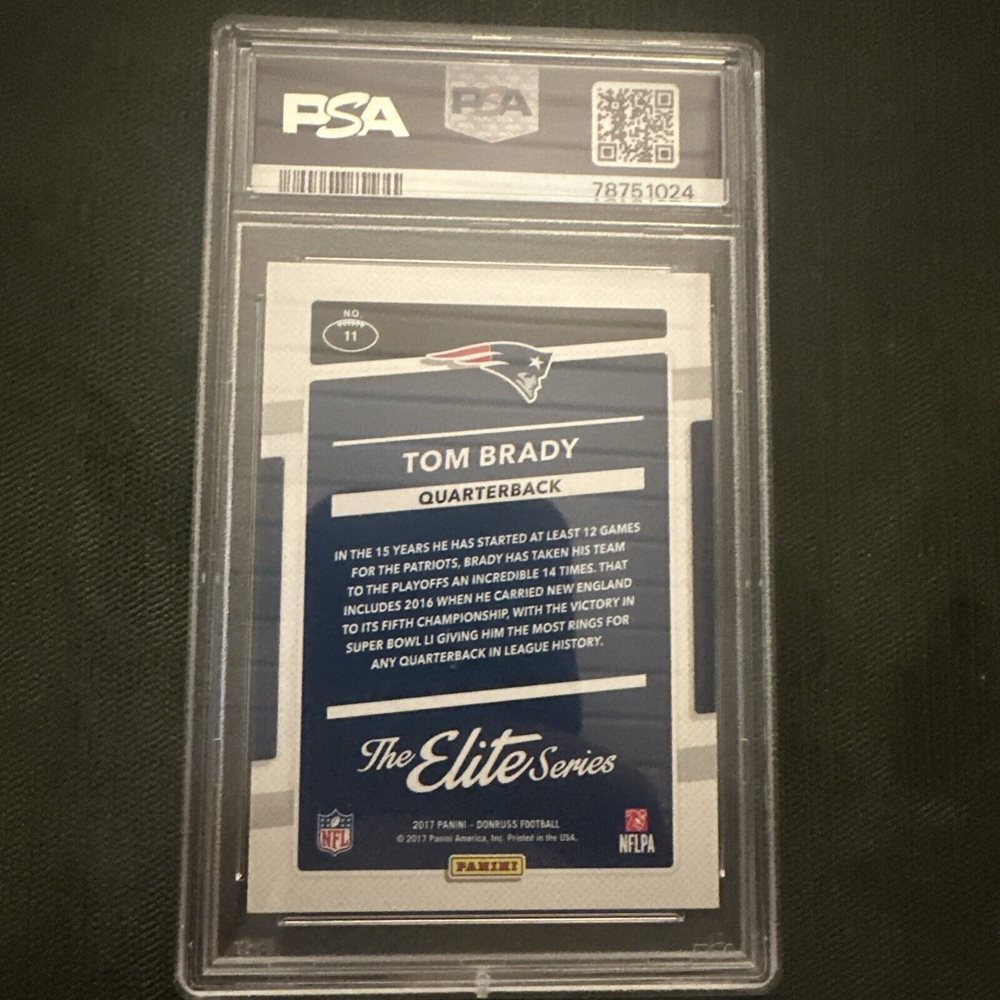 PSA
PSA
78751024
NO.
11
TOM BRADY
QUARTERBACK
IN THE 15 YEARS HE HAS STARTED AT LEAST 12 GAMES
FOR THE PATRIOTS, BRADY HAS TAKEN HIS TEAM
TO THE PLAYOFFS AN INCREDIBLE 14 TIMES. THAT
INCLUDES 2016 WHEN HE CARRIED NEW ENGLAND
TO ITS FIFTH CHAMPIONSHIP, WITH THE VICTORY IN
SUPER BOWL LI GIVING HIM THE MOST RINGS FOR
ANY QUARTERBACK IN LEAGUE HISTORY.
The Elite Series
NFL
2017 PANINI - DONRUSS FOOTBALL
© 2017 Panini America, Inc. Printed in the USA.
NFLPA
PANINI